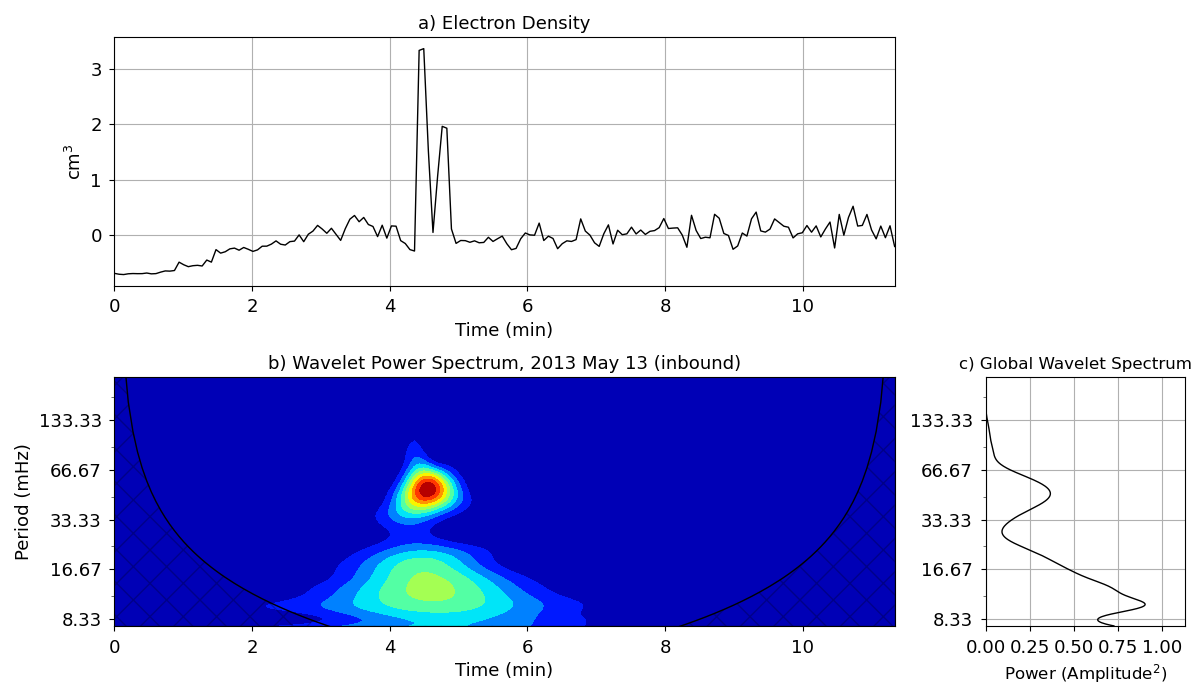 a) Electron Density
3
2
1
0
cm³
0 2 4 6 8 10
Time (min)
b) Wavelet Power Spectrum, 2013 May 13 (inbound)
133.33
66.67
33.33
16.67
8.33
Period (mHz)
0 2 4 6 8 10
Time (min)
c) Global Wavelet Spectrum
133.33
66.67
33.33
16.67
8.33
0.00 0.25 0.50 0.75 1.00
Power (Amplitude²)